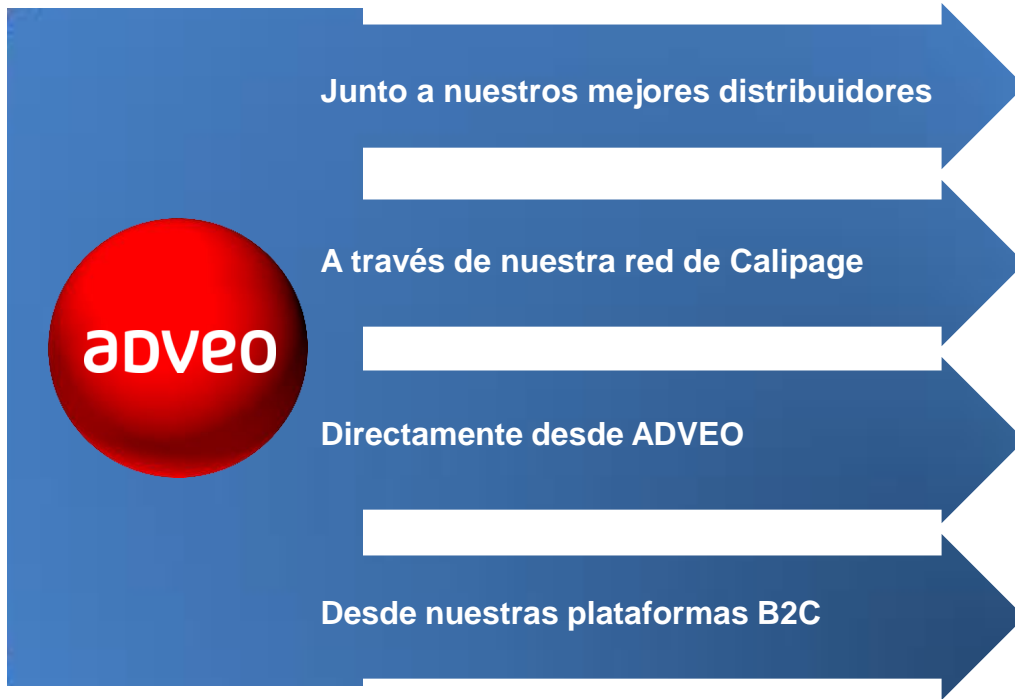 Junto a nuestros mejores distribuidores
A través de nuestra red de Calipage
aDVeo
Directamente desde ADVEO
Desde nuestras plataformas B2C